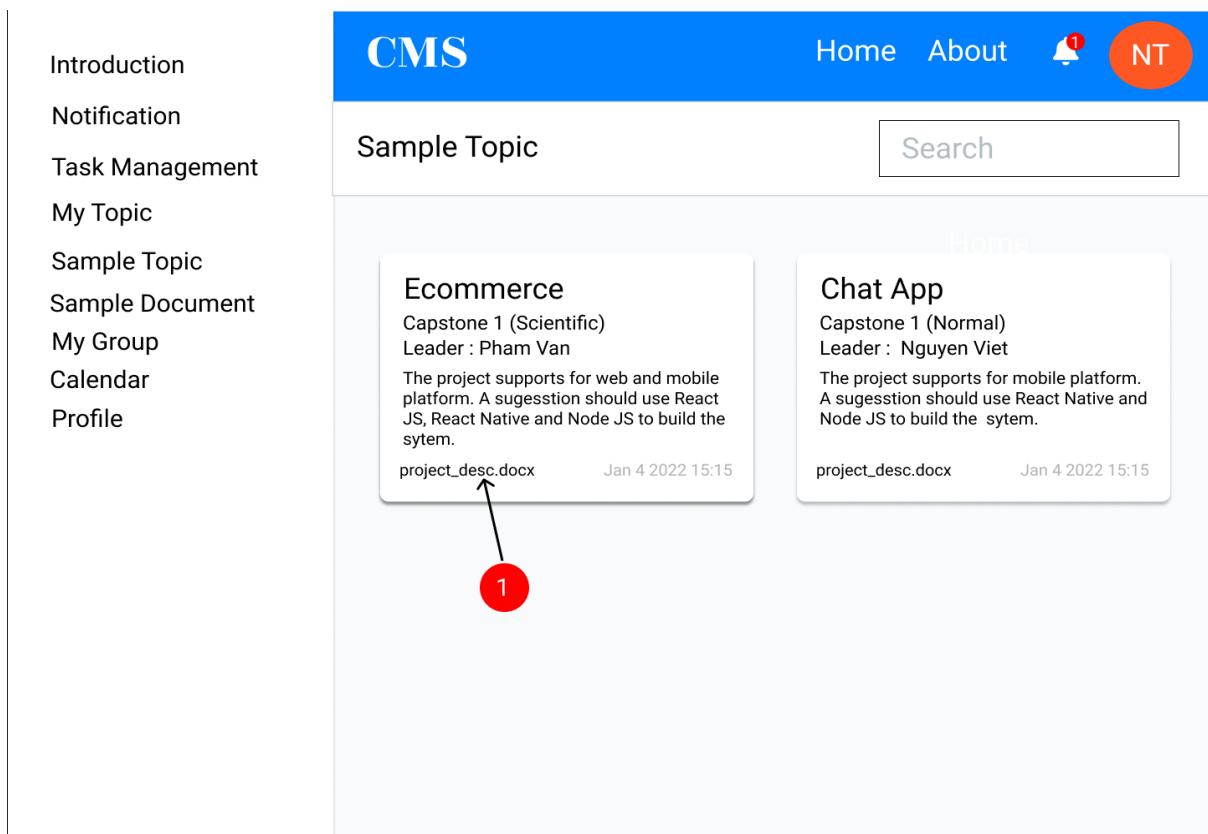 Introduction
Notification
Task Management
My Topic
Sample Topic
Sample Document
My Group
Calendar
Profile
CMS
Home
About
1
NT
Sample Topic
Search
Home
Ecommerce
Capstone 1 (Scientific)
Leader : Pham Van
The project supports for web and mobile
platform. A sugesstion should use React
JS, React Native and Node JS to build the
sytem.
project_desc.docx
Jan 4 2022 15:15
Chat App
Capstone 1 (Normal)
Leader :  Nguyen Viet
The project supports for mobile platform.
A sugesstion should use React Native and
Node JS to build the  sytem.
project_desc.docx
Jan 4 2022 15:15
1